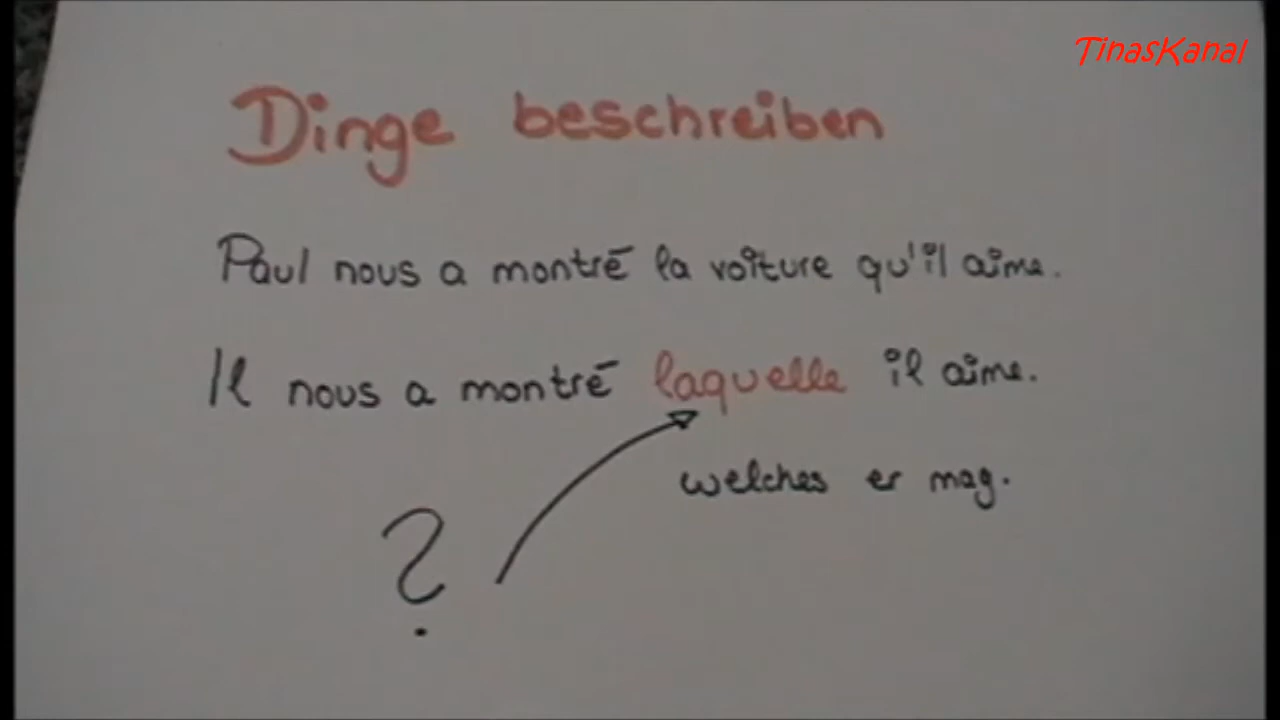 TinasKanal
Dinge beschreiben
Paul nous a montré la voiture qu'il aime.
Il nous a montré laquelle il aime.
welches er mag.
?